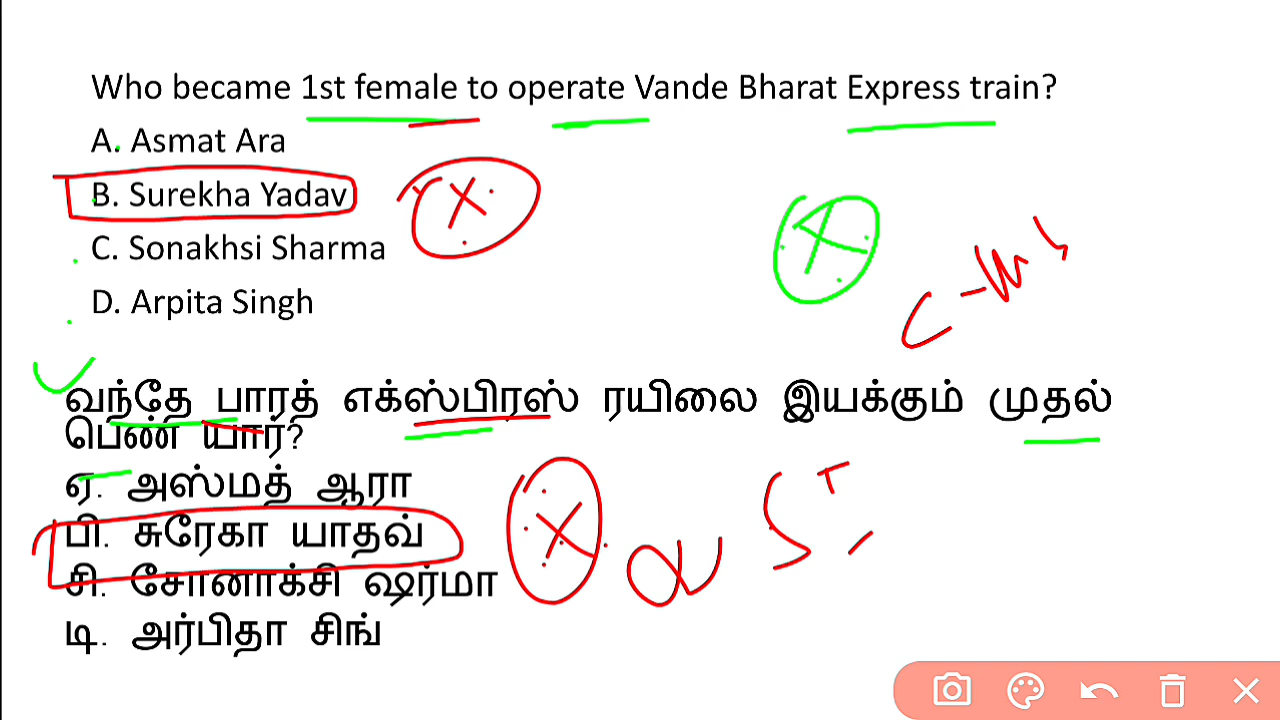 Who became 1st female to operate Vande Bharat Express train?
A. Asmat Ara
B. Surekha Yadav
C. Sonakhsi Sharma
D. Arpita Singh
வந்தே பாரத் எக்ஸ்பிரஸ் ரயிலை இயக்கும் முதல்
பெண் யார்?
ஏ. அஸ்மத் ஆரா
பி. சுரேகா யாதவ்
சி. சோனாக்சி ஷர்மா
டி. அர்பிதா சிங்